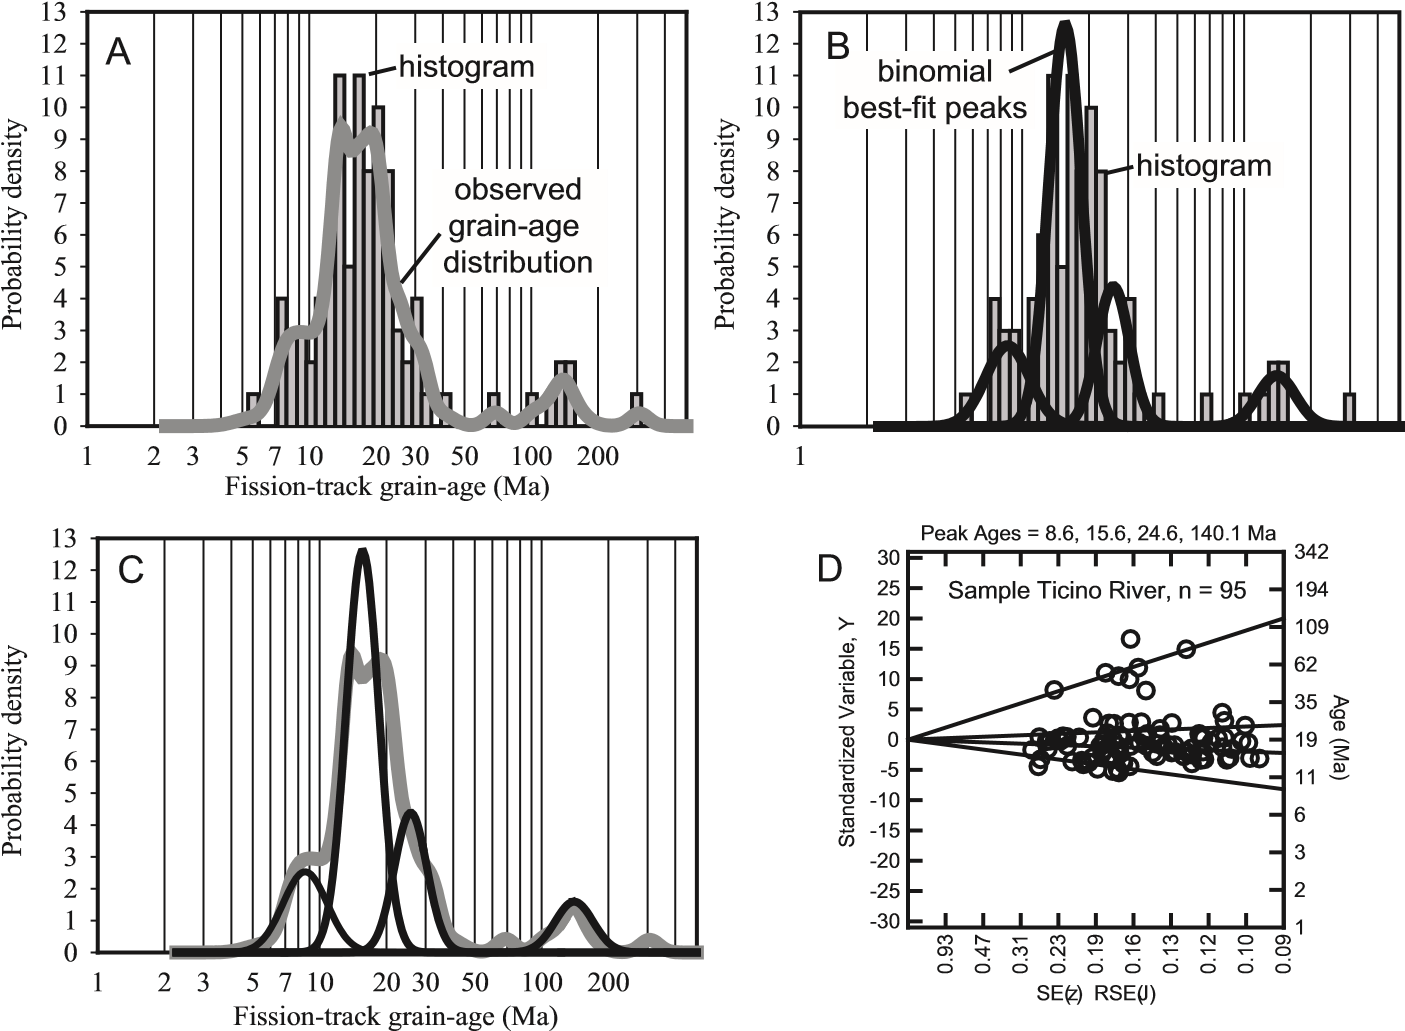 A
histogram
observed
grain-age
distribution
Probability density
13
12
11
10
9
8
7
6
5
4
3
2
1
0
1 2 3 5 7 10 20 30 50 100 200
Fission-track grain-age (Ma)
B
binomial
best-fit peaks
histogram
Probability density
13
12
11
10
9
8
7
6
5
4
3
2
1
0
1
C
Probability density
13
12
11
10
9
8
7
6
5
4
3
2
1
0
1 2 3 5 7 10 20 30 50 100 200
Fission-track grain-age (Ma)
D
Peak Ages = 8.6, 15.6, 24.6, 140.1 Ma
Sample Ticino River, n = 95
Standardized Variable, Y
30
25
20
15
10
5
0
-5
-10
-15
-20
-25
-30
342
194
109
62
35
19
11
6
3
2
1
Age (Ma)
0.93 0.47 0.31 0.23 0.19 0.16 0.13 0.12 0.10 0.09
SE(z) RSE(J)